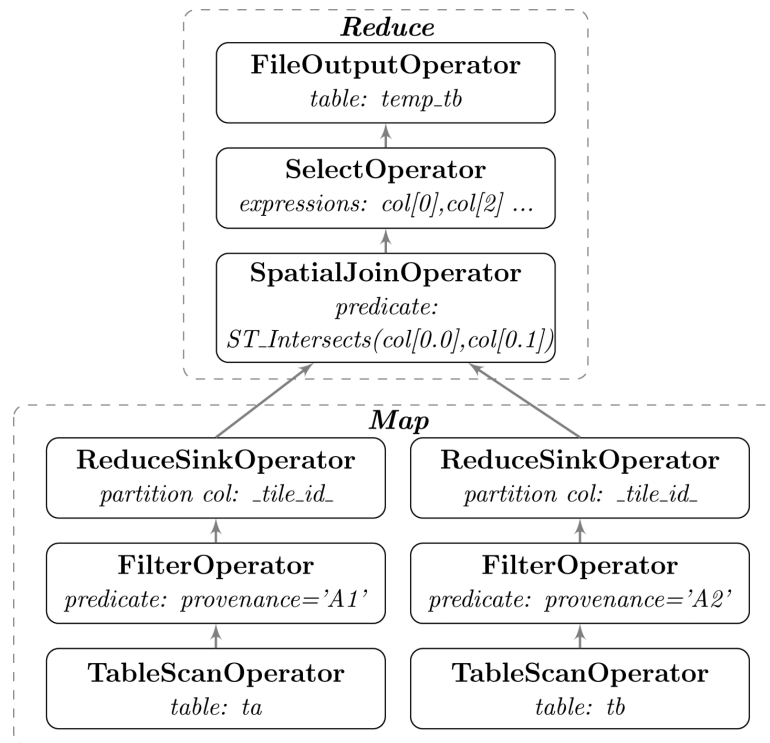 Reduce
FileOutputOperator
table: temp_tb
SelectOperator
expressions: col[0],col[2] ...
SpatialJoinOperator
predicate:
ST_Intersects(col[0.0],col[0.1])
Map
ReduceSinkOperator
partition col: _tile_id_
FilterOperator
predicate: provenance='A1'
TableScanOperator
table: ta
ReduceSinkOperator
partition col: _tile_id_
FilterOperator
predicate: provenance='A2'
TableScanOperator
table: tb